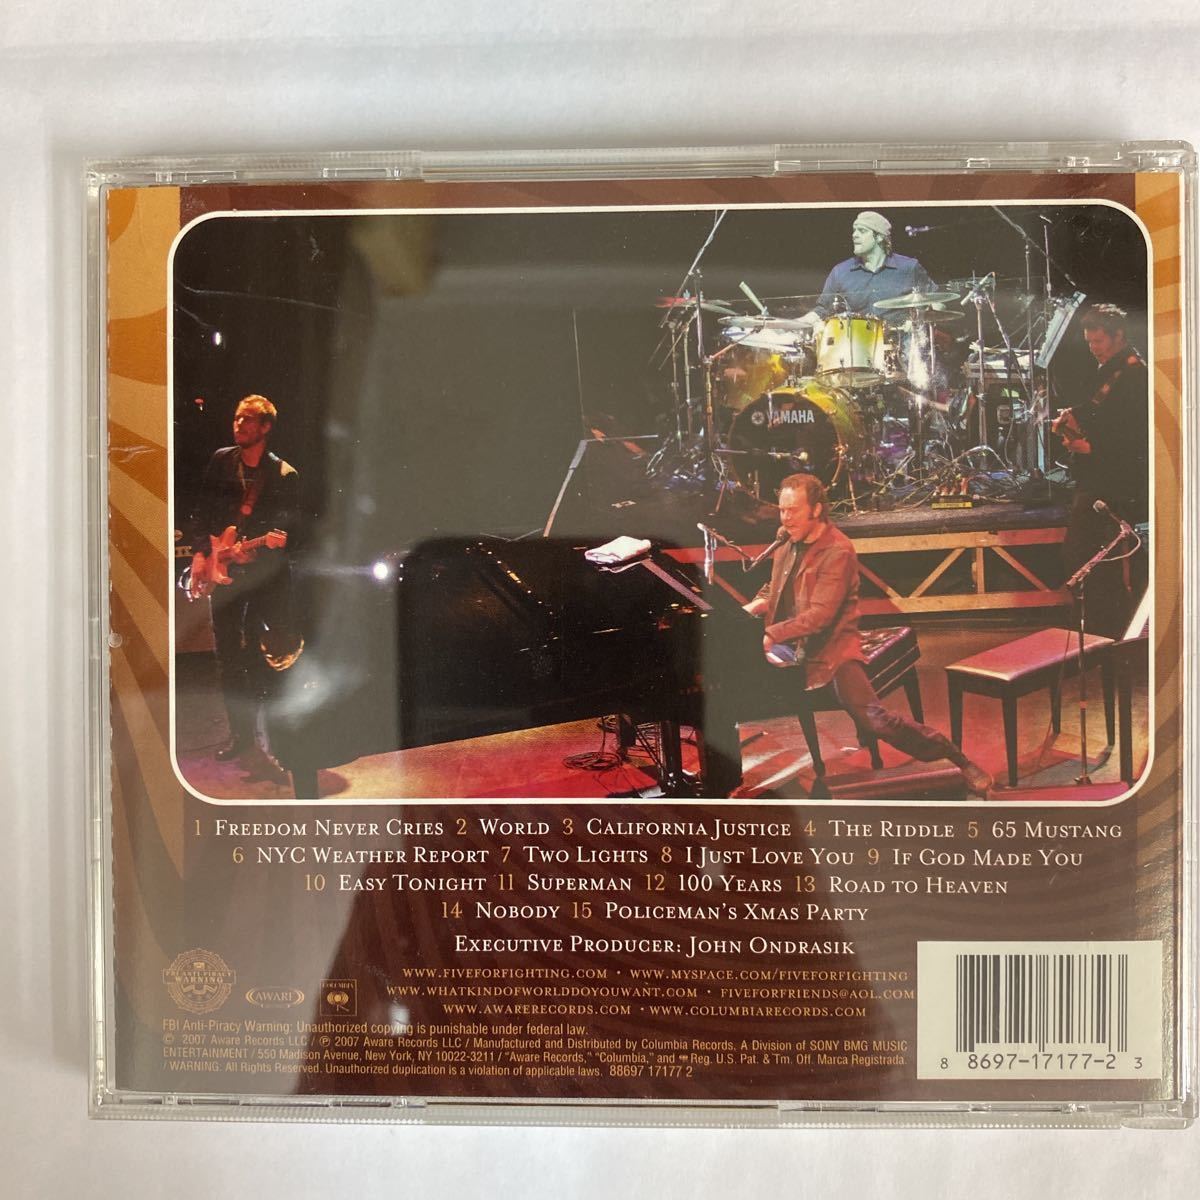 YAMAHA
1 FREEDOM NEVER CRIES 2 WORLD 3 CALIFORNIA JUSTICE 4 THE RIDDLE 5 65 MUSTANG
6 NYC WEATHER REPORT 7 TWO LIGHTS 8 I JUST LOVE YOU 9 IF GOD MADE YOU
10 EASY TONIGHT 11 SUPERMAN 12 100 YEARS 13 ROAD TO HEAVEN
14 NOBODY 15 POLICEMAN'S XMAS PARTY
EXECUTIVE PRODUCER: JOHN ONDRASIK
WWW.FIVEFORFIGHTING.COM • WWW.MYSPACE.COM/FIVEFORFIGHTING
WWW.WHATKINDOFWORLDDOYOUWANT.COM • FIVEFORFRIENDS@AOL.COM
WWW.AWARERECORDS.COM • WWW.COLUMBIARECORDS.COM
FBI ANTI-PIRACY
WARNING
AWARE
COLUMBIA
FBI Anti-Piracy Warning: Unauthorized copying is punishable under federal law.
© 2007 Aware Records LLC / ℗ 2007 Aware Records LLC / Manufactured and Distributed by Columbia Records. A Division of SONY BMG MUSIC
ENTERTAINMENT / 550 Madison Avenue, New York, NY 10022-3211 / "Aware Records," "Columbia," and Reg. U.S. Pat. & Tm. Off. Marca Registrada.
/ WARNING: All Rights Reserved. Unauthorized duplication is a violation of applicable laws. 88697 17177 2
8 8697-17177-2 3